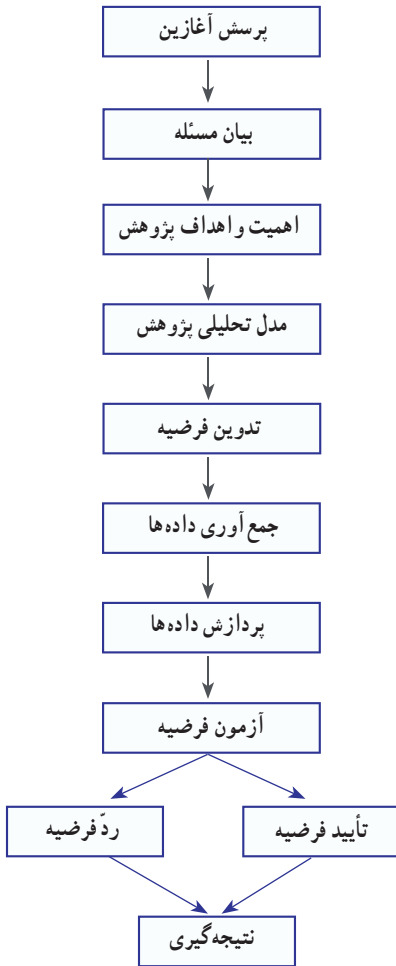 پرسش آغازین
بیان مسئله
اهمیت و اهداف پژوهش
مدل تحلیلی پژوهش
تدوین فرضیه
جمع‌آوری داده‌ها
پردازش داده‌ها
آزمون فرضیه
تأیید فرضیه
ردّ فرضیه
نتیجه‌گیری